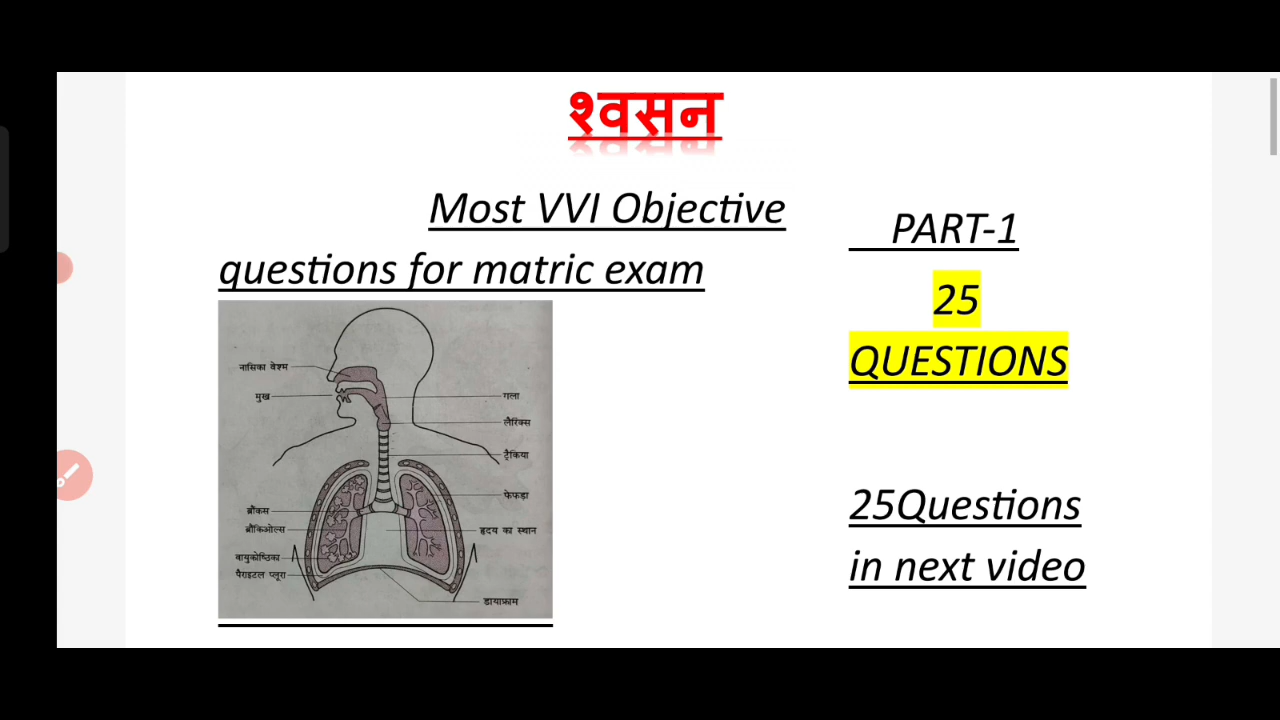 श्वसन
Most VVI Objective
questions for matric exam
PART-1
25
QUESTIONS
25Questions
in next video
नासिका वेश्म
मुख
गला
लैरिंक्स
ट्रैकिया
फेफड़ा
ब्रौंकस
ब्रौंकिओल्स
हृदय का स्थान
वायुकोष्ठिका
पैराइटल प्लूरा
डायाफ्राम